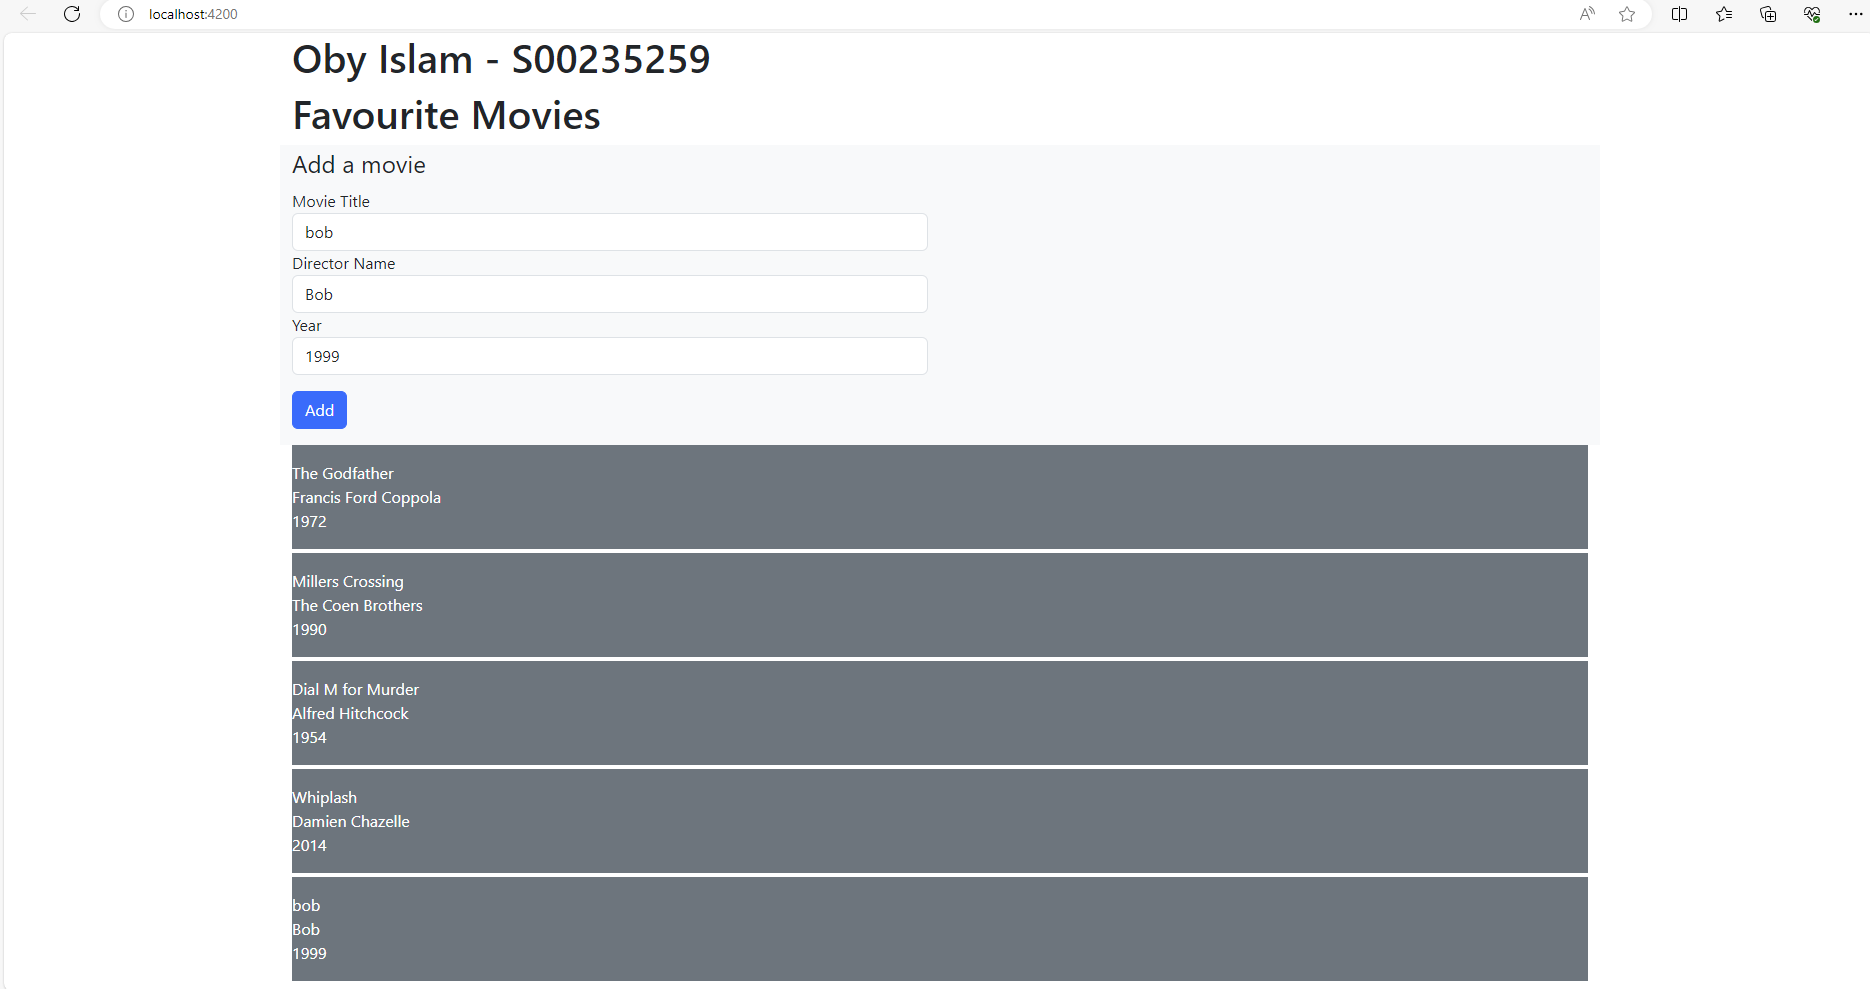 localhost:4200
Oby Islam - S00235259
Favourite Movies
Add a movie
Movie Title
bob
Director Name
Bob
Year
1999
Add
The Godfather
Francis Ford Coppola
1972
Millers Crossing
The Coen Brothers
1990
Dial M for Murder
Alfred Hitchcock
1954
Whiplash
Damien Chazelle
2014
bob
Bob
1999